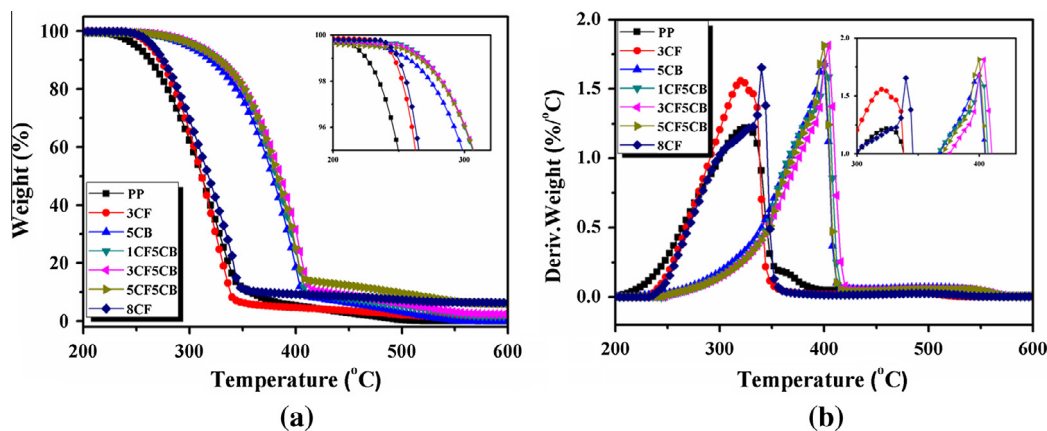 100
80
60
40
20
0
Weight (%)
200
300
400
500
600
Temperature (°C)
PP
3CF
5CB
1CF5CB
3CF5CB
5CF5CB
8CF
100
98
96
200
250
300
(a)
2.0
1.5
1.0
0.5
0.0
Deriv.Weight (%/°C)
200
300
400
500
600
Temperature (°C)
PP
3CF
5CB
1CF5CB
3CF5CB
5CF5CB
8CF
2.0
1.5
1.0
300
400
(b)